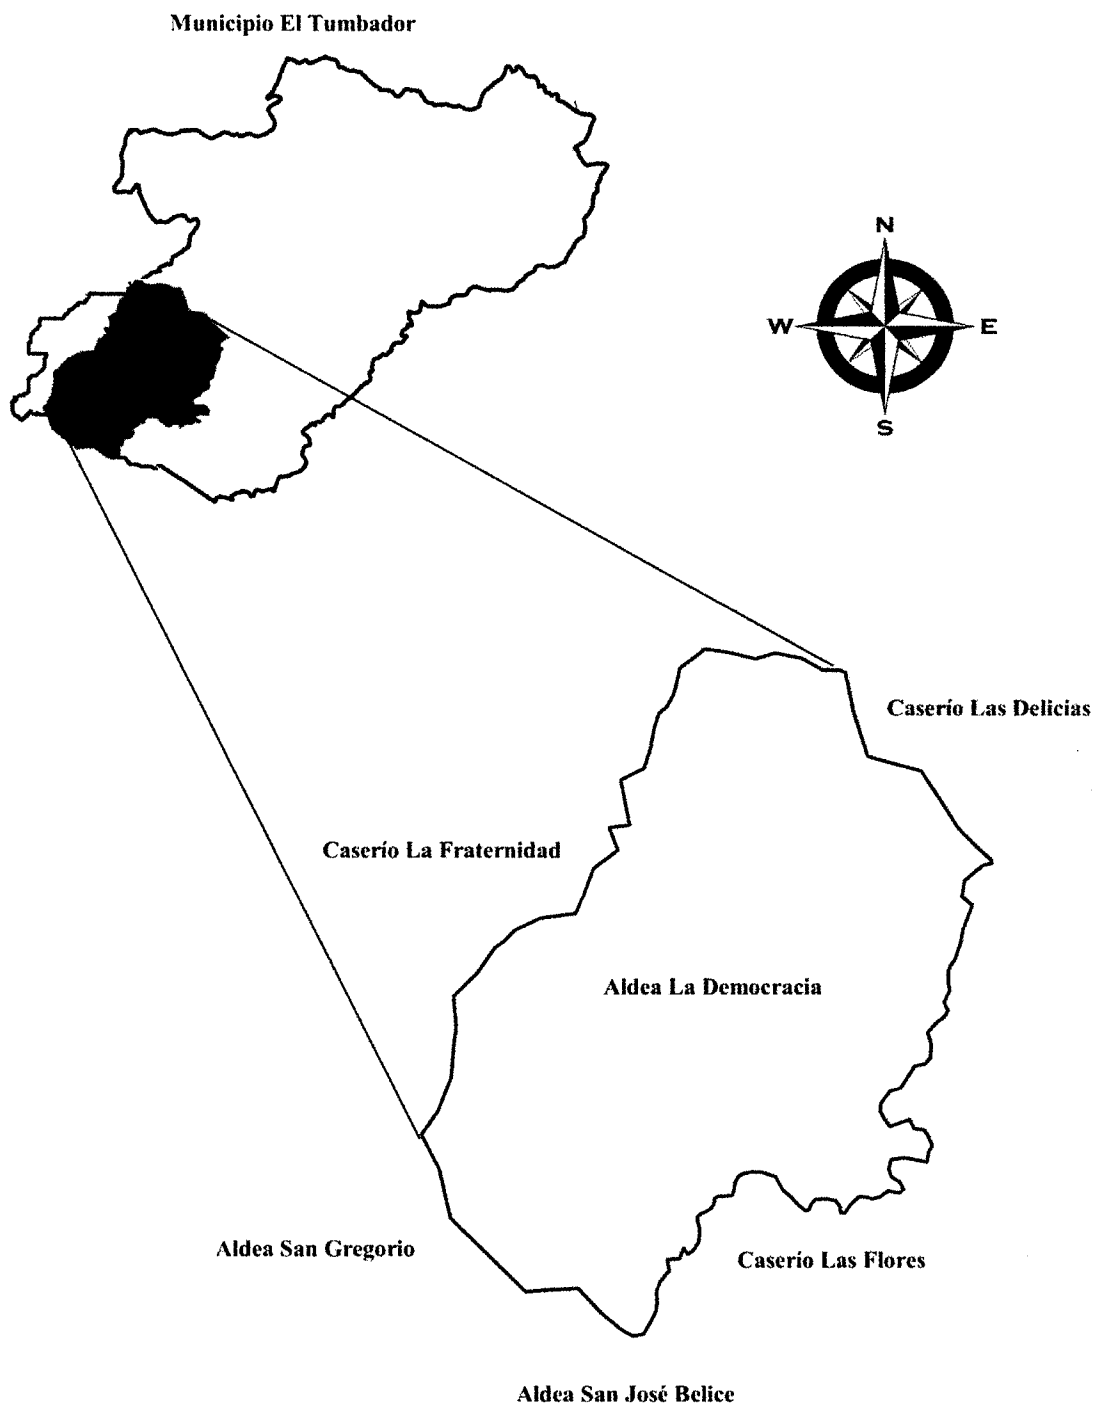 Municipio El Tumbador
N
W E
S
Caserío Las Delicias
Caserío La Fraternidad
Aldea La Democracia
Aldea San Gregorio
Caserío Las Flores
Aldea San José Belice